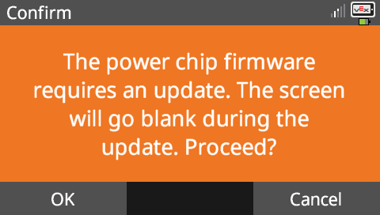 Confirm
vex
The power chip firmware
requires an update. The screen
will go blank during the
update. Proceed?
OK
Cancel